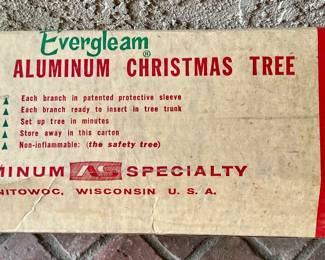 Evergleam®
ALUMINUM CHRISTMAS TREE
Each branch in patented protective sleeve
Each branch ready to insert in tree trunk
Set up tree in minutes
Store away in this carton
Non-inflammable: (the safety tree)
MINUM AS SPECIALTY
NITOWOC, WISCONSIN U. S. A.